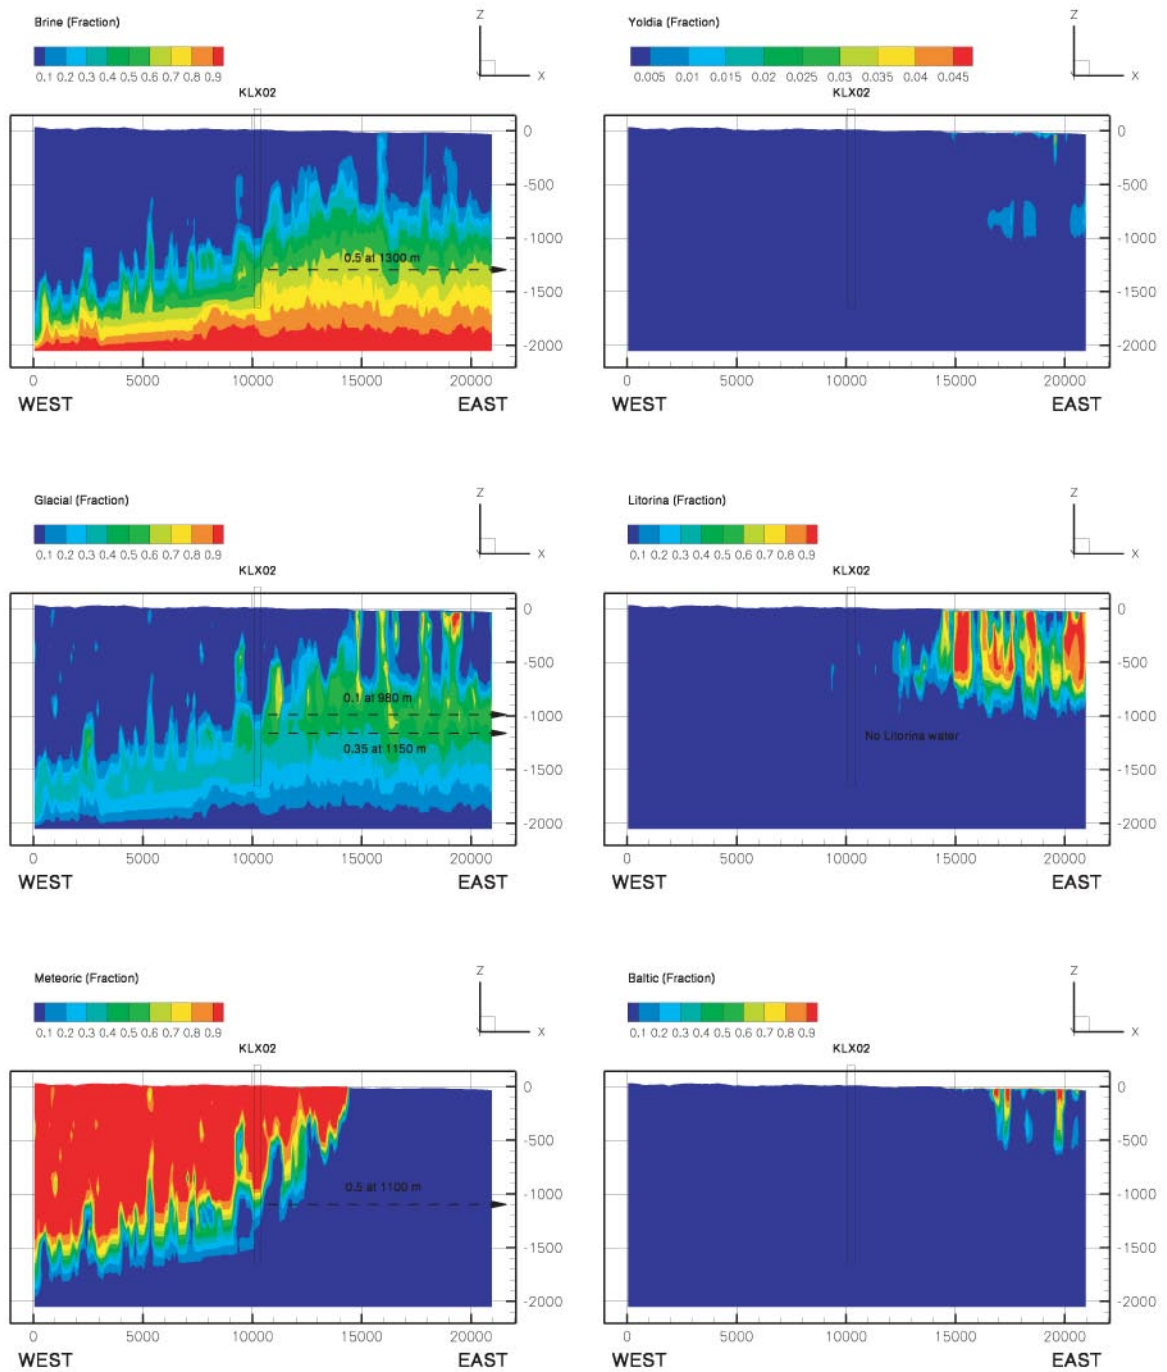 Brine (Fraction)
0.1 0.2 0.3 0.4 0.5 0.6 0.7 0.8 0.9
Z
X
KLX02
0
-500
-1000
0.5 at 1300 m
-1500
-2000
0 5000 10000 15000 20000
WEST EAST
Yoldia (Fraction)
0.005 0.01 0.015 0.02 0.025 0.03 0.035 0.04 0.045
Z
X
KLX02
0
-500
-1000
-1500
-2000
0 5000 10000 15000 20000
WEST EAST
Glacial (Fraction)
0.1 0.2 0.3 0.4 0.5 0.6 0.7 0.8 0.9
Z
X
KLX02
0
-500
0.1 at 980 m
-1000
0.35 at 1150 m
-1500
-2000
0 5000 10000 15000 20000
WEST EAST
Litorina (Fraction)
0.1 0.2 0.3 0.4 0.5 0.6 0.7 0.8 0.9
Z
X
KLX02
0
-500
-1000
No Litorina water
-1500
-2000
0 5000 10000 15000 20000
WEST EAST
Meteoric (Fraction)
0.1 0.2 0.3 0.4 0.5 0.6 0.7 0.8 0.9
Z
X
KLX02
0
-500
0.5 at 1100 m
-1000
-1500
-2000
0 5000 10000 15000 20000
WEST EAST
Baltic (Fraction)
0.1 0.2 0.3 0.4 0.5 0.6 0.7 0.8 0.9
Z
X
KLX02
0
-500
-1000
-1500
-2000
0 5000 10000 15000 20000
WEST EAST